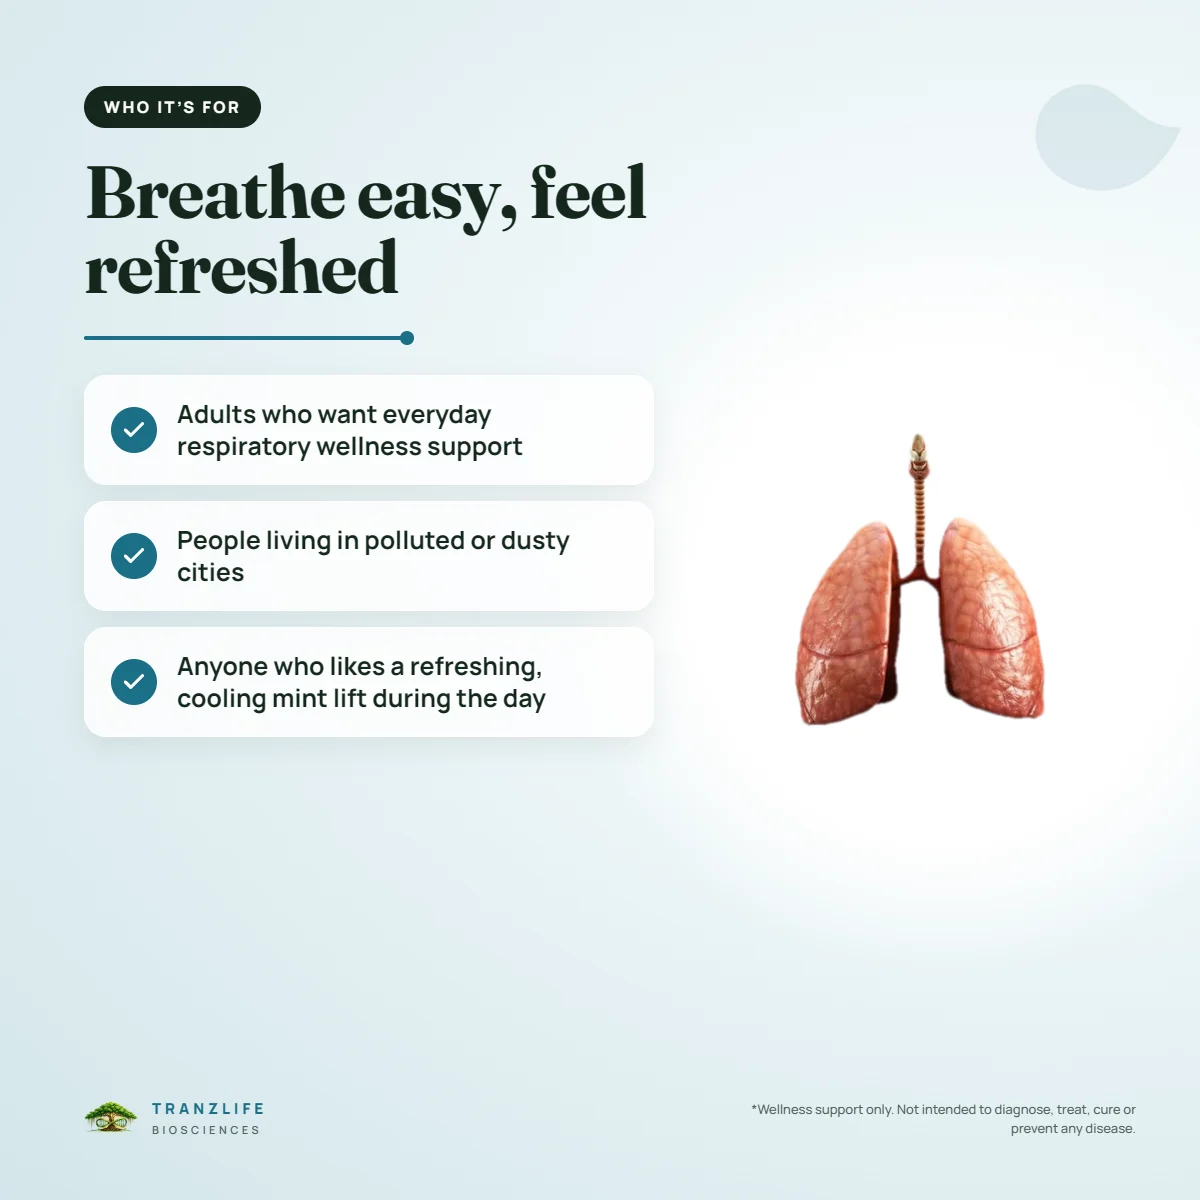 WHO IT’S FOR
Breathe easy, feel
refreshed
Adults who want everyday
respiratory wellness support
People living in polluted or dusty
cities
Anyone who likes a refreshing,
cooling mint lift during the day
TRANZLIFE
BIOSCIENCES
*Wellness support only. Not intended to diagnose, treat, cure or
prevent any disease.